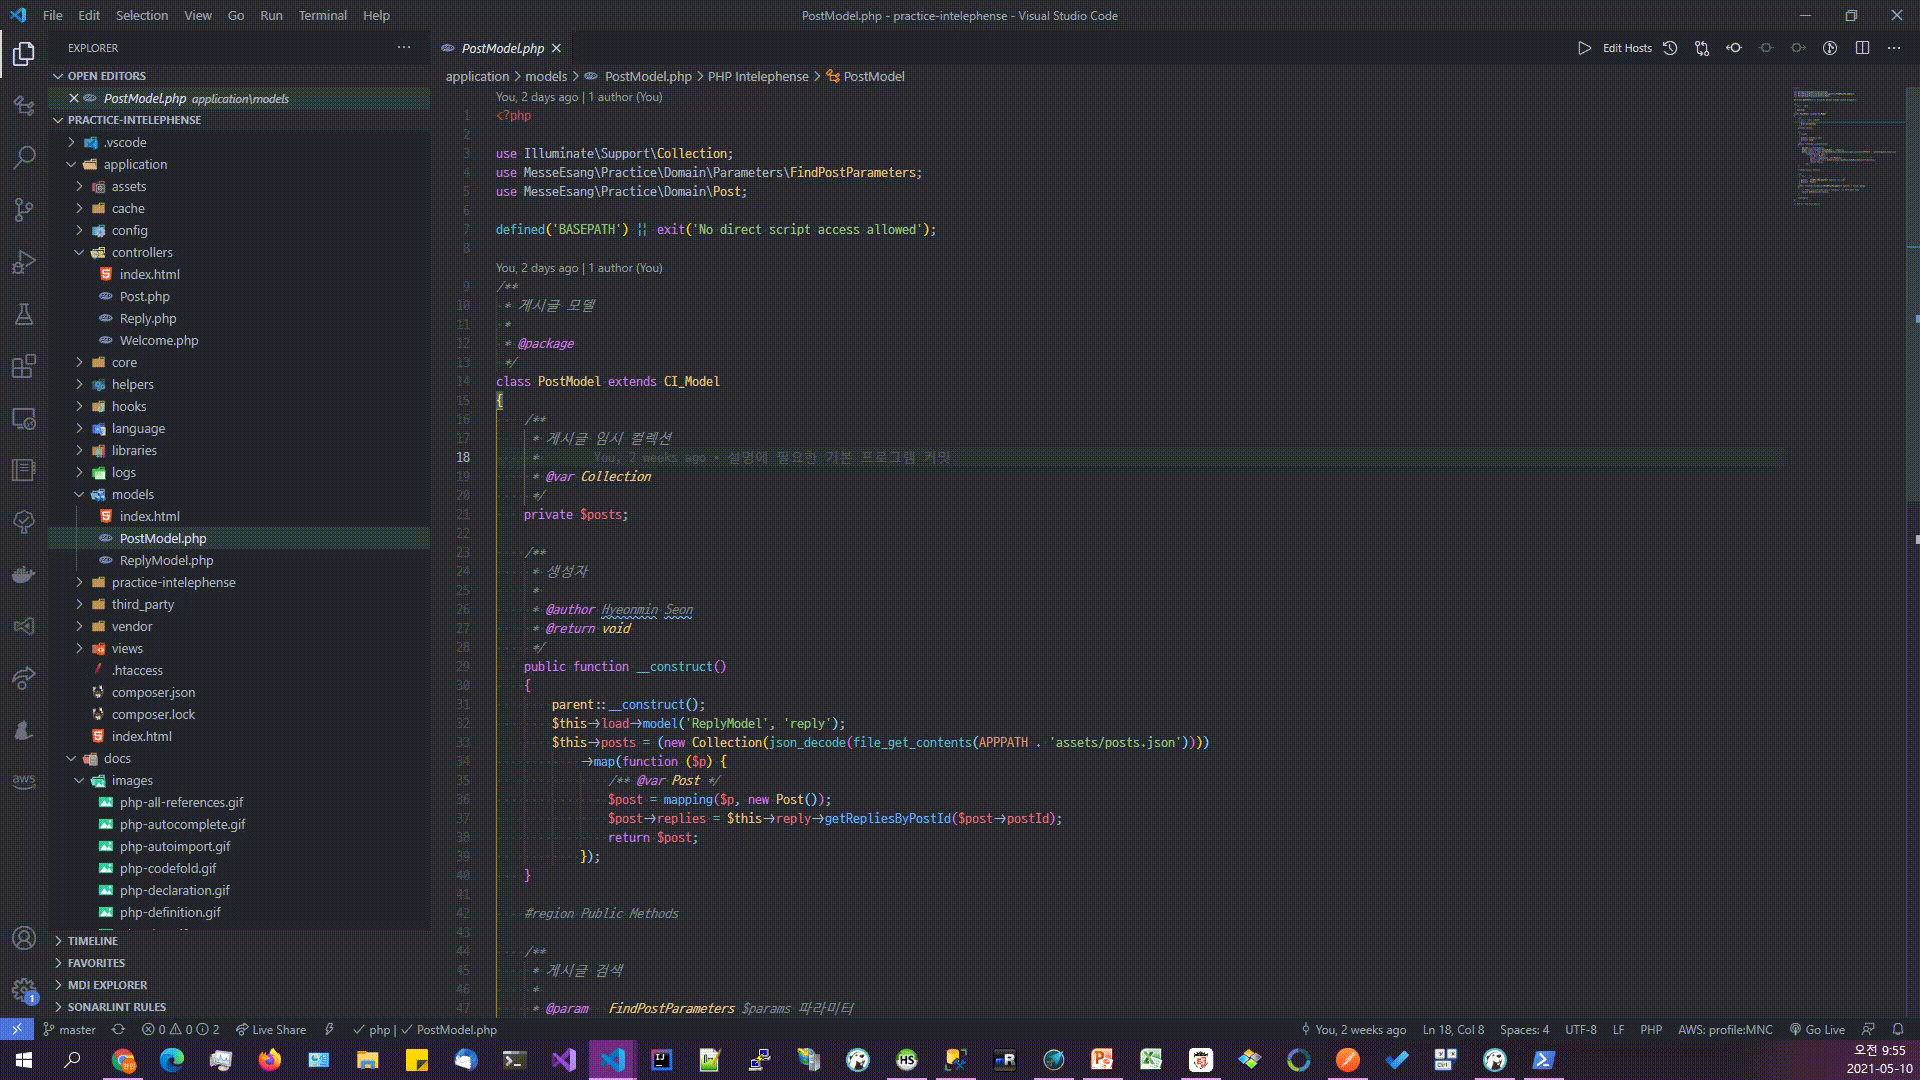 File Edit Selection View Go Run Terminal Help
PostModel.php - practice-intelephense - Visual Studio Code
EXPLORER
OPEN EDITORS
PostModel.php application\models
PRACTICE-INTELEPHENSE
.vscode
application
assets
cache
config
controllers
index.html
Post.php
Reply.php
Welcome.php
core
helpers
hooks
language
libraries
logs
models
index.html
PostModel.php
ReplyModel.php
practice-intelephense
third_party
vendor
views
.htaccess
composer.json
composer.lock
index.html
docs
images
php-all-references.gif
php-autocomplete.gif
php-autoimport.gif
php-codefold.gif
php-declaration.gif
php-definition.gif
TIMELINE
FAVORITES
MDI EXPLORER
SONARLINT RULES
aws
1
PostModel.php
Edit Hosts
application > models > PostModel.php > PHP Intelephense > PostModel
You, 2 days ago | 1 author (You)
1 <?php
2
3 use Illuminate\Support\Collection;
4 use MesseEsang\Practice\Domain\Parameters\FindPostParameters;
5 use MesseEsang\Practice\Domain\Post;
6
7 defined('BASEPATH') || exit('No direct script access allowed');
8
You, 2 days ago | 1 author (You)
9 /**
10 * 게시글 모델
11 *
12 * @package
13 */
14 class PostModel extends CI_Model
15 {
16 /**
17 * 게시글 임시 컬렉션
18 * You, 2 weeks ago • 설명에 필요한 기본 프로그램 커밋
19 * @var Collection
20 */
21 private $posts;
22
23 /**
24 * 생성자
25 *
26 * @author Hyeonmin Seon
27 * @return void
28 */
29 public function __construct()
30 {
31 parent::__construct();
32 $this->load->model('ReplyModel', 'reply');
33 $this->posts = (new Collection(json_decode(file_get_contents(APPPATH . 'assets/posts.json'))))
34 ->map(function ($p) {
35 /** @var Post */
36 $post = mapping($p, new Post());
37 $post->replies = $this->reply->getRepliesByPostId($post->postId);
38 return $post;
39 });
40 }
41
42 #region Public Methods
43
44 /**
45 * 게시글 검색
46 *
47 * @param FindPostParameters $params 파라미터
master 0 0 2 Live Share php | PostModel.php
You, 2 weeks ago Ln 18, Col 8 Spaces: 4 UTF-8 LF PHP AWS: profile:MNC Go Live
오전 9:55
2021-05-10